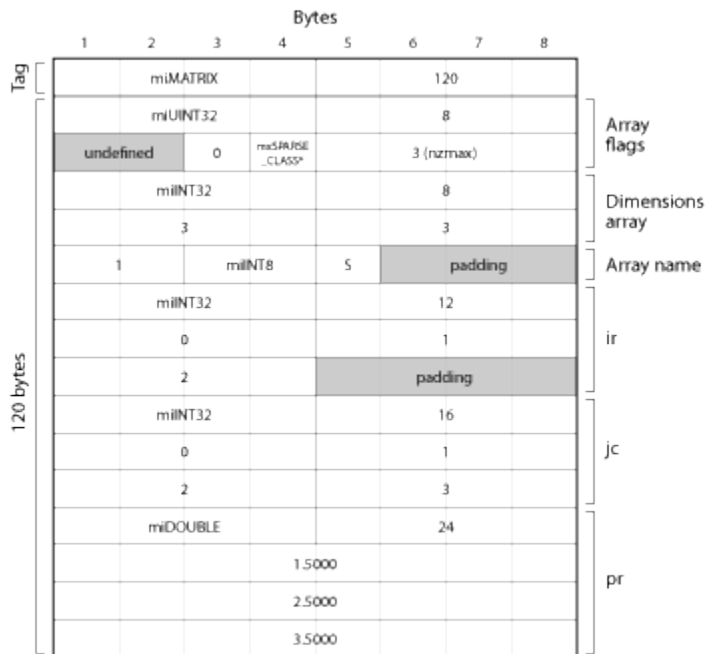 Bytes
1 2 3 4 5 6 7 8
Tag
miMATRIX 120
miUINT32 8
Array flags
undefined 0 mxSPARSE _CLASS* 3 (nzmax)
miINT32 8
Dimensions array
3 3
1 miINT8 S padding Array name
miINT32 12
0 1 ir
2 padding
120 bytes
miINT32 16
0 1 jc
2 3
miDOUBLE 24
1.5000
2.5000 pr
3.5000